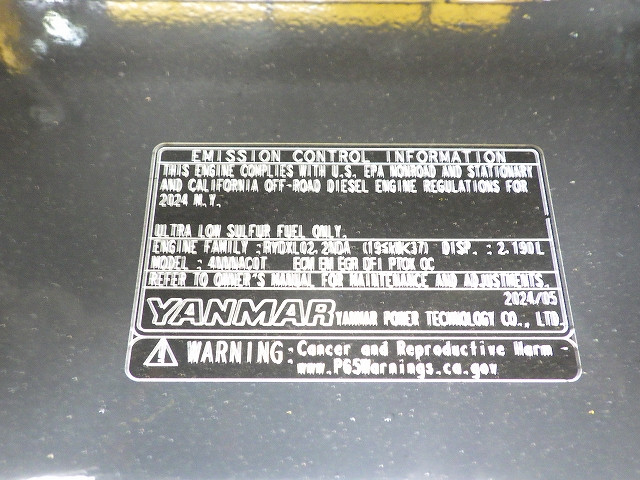 EMISSION CONTROL INFORMATION
THIS ENGINE COMPLIES WITH U.S. EPA NONROAD AND STATIONARY
AND CALIFORNIA OFF-ROAD DIESEL ENGINE REGULATIONS FOR
2024 M.Y.
ULTRA LOW SULFUR FUEL ONLY.
ENGINE FAMILY : RYDXL02.2NDA (19≤kW<37) DISP. : 2.190L
MODEL : ECM EM EGR DFI PTOX OC
REFER TO OWNER'S MANUAL FOR MAINTENANCE AND ADJUSTMENTS.
2024/05
YANMAR YANMAR POWER TECHNOLOGY CO., LTD
WARNING: Cancer and Reproductive Harm -
www.P65Warnings.ca.gov